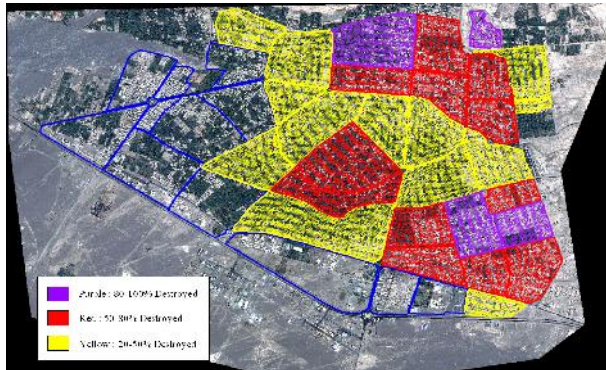 Purple : 80-100% Destroyed
Red : 50-80% Destroyed
Yellow : 20-50% Destroyed